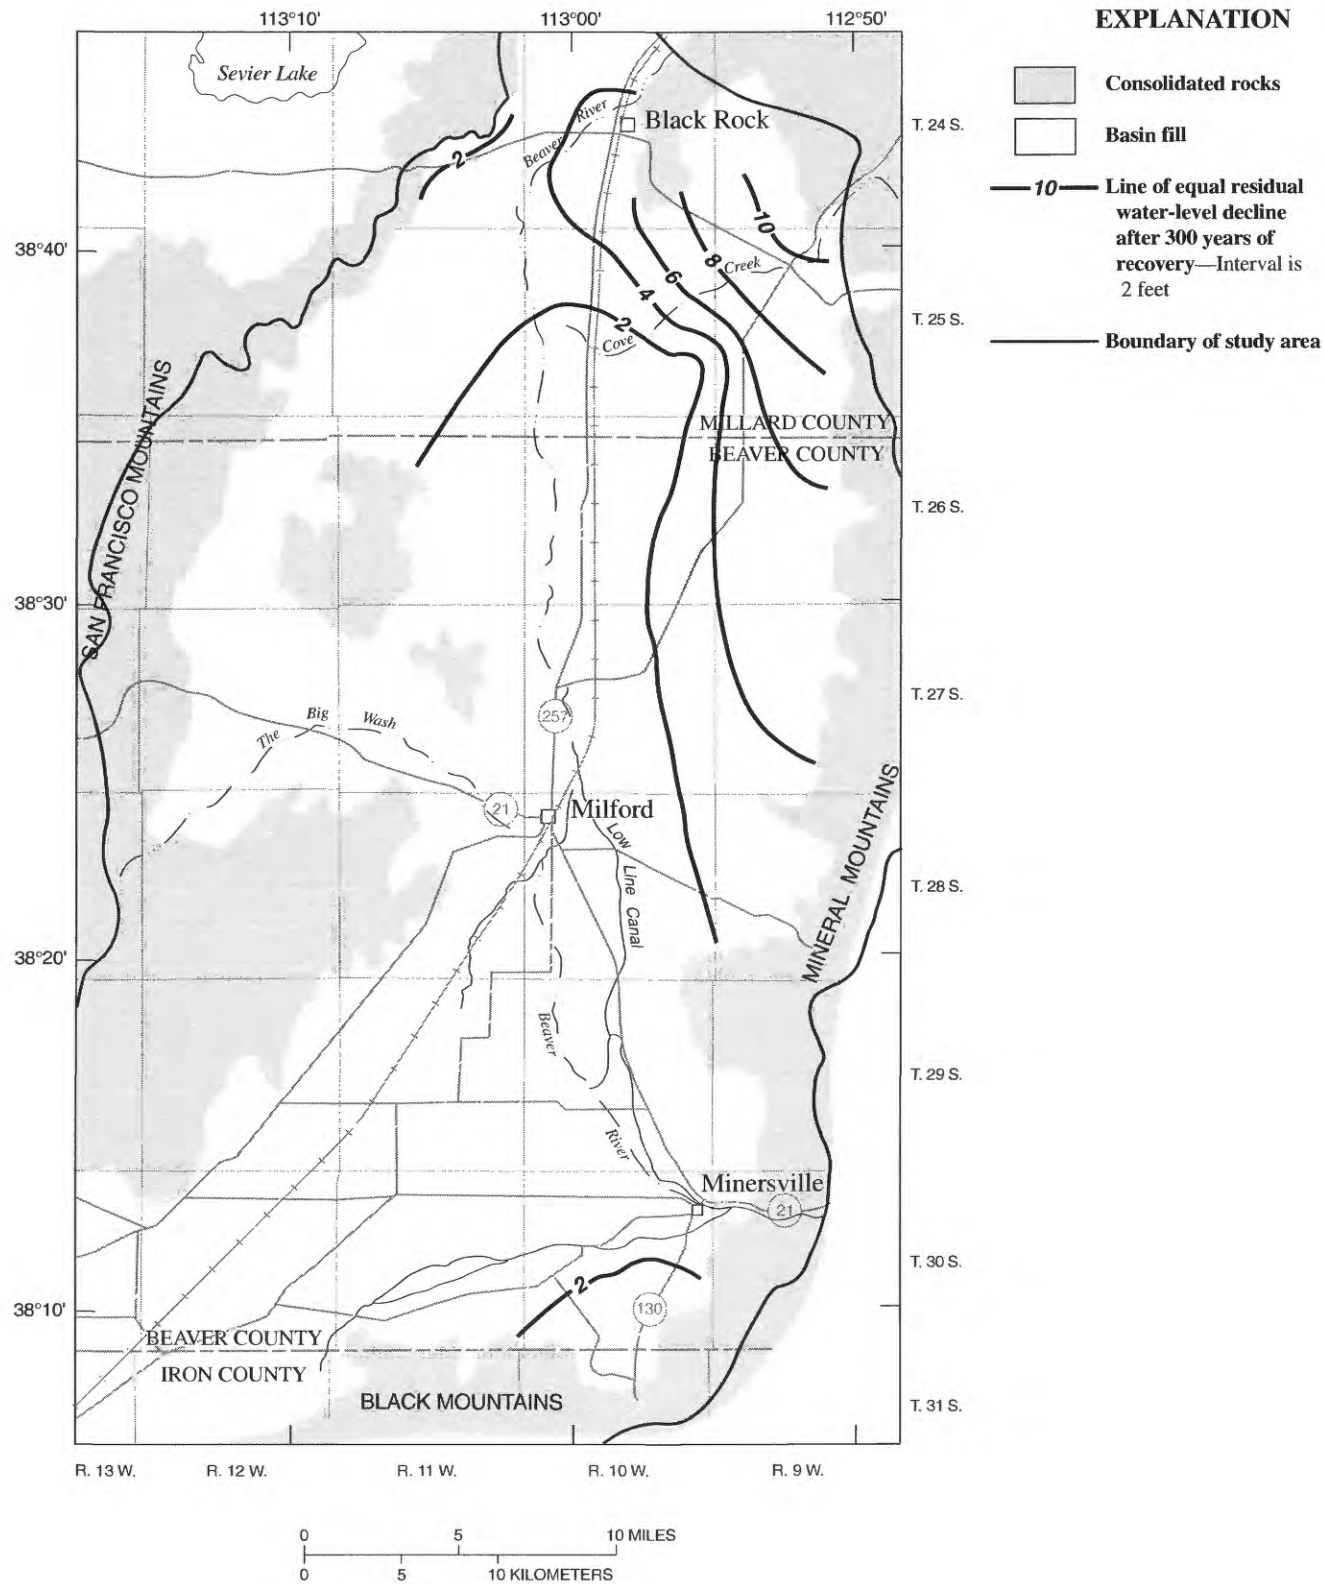 113°10'
113°00'
112°50'
EXPLANATION
Sevier Lake
Consolidated rocks
Basin fill
10
Line of equal residual
water-level decline
after 300 years of
recovery—Interval is
2 feet
Boundary of study area
T. 24 S.
T. 25 S.
T. 26 S.
T. 27 S.
T. 28 S.
T. 29 S.
T. 30 S.
T. 31 S.
38°40'
38°30'
38°20'
38°10'
Beaver River
Black Rock
2
10
8
6
4
2
Cove Creek
MILLARD COUNTY
BEAVER COUNTY
SAN FRANCISCO MOUNTAINS
The Big Wash
257
21
Milford
Low Line Canal
MINERAL MOUNTAINS
Beaver River
Minersville
21
2
130
BEAVER COUNTY
IRON COUNTY
BLACK MOUNTAINS
R. 13 W.
R. 12 W.
R. 11 W.
R. 10 W.
R. 9 W.
0 5 10 MILES
0 5 10 KILOMETERS